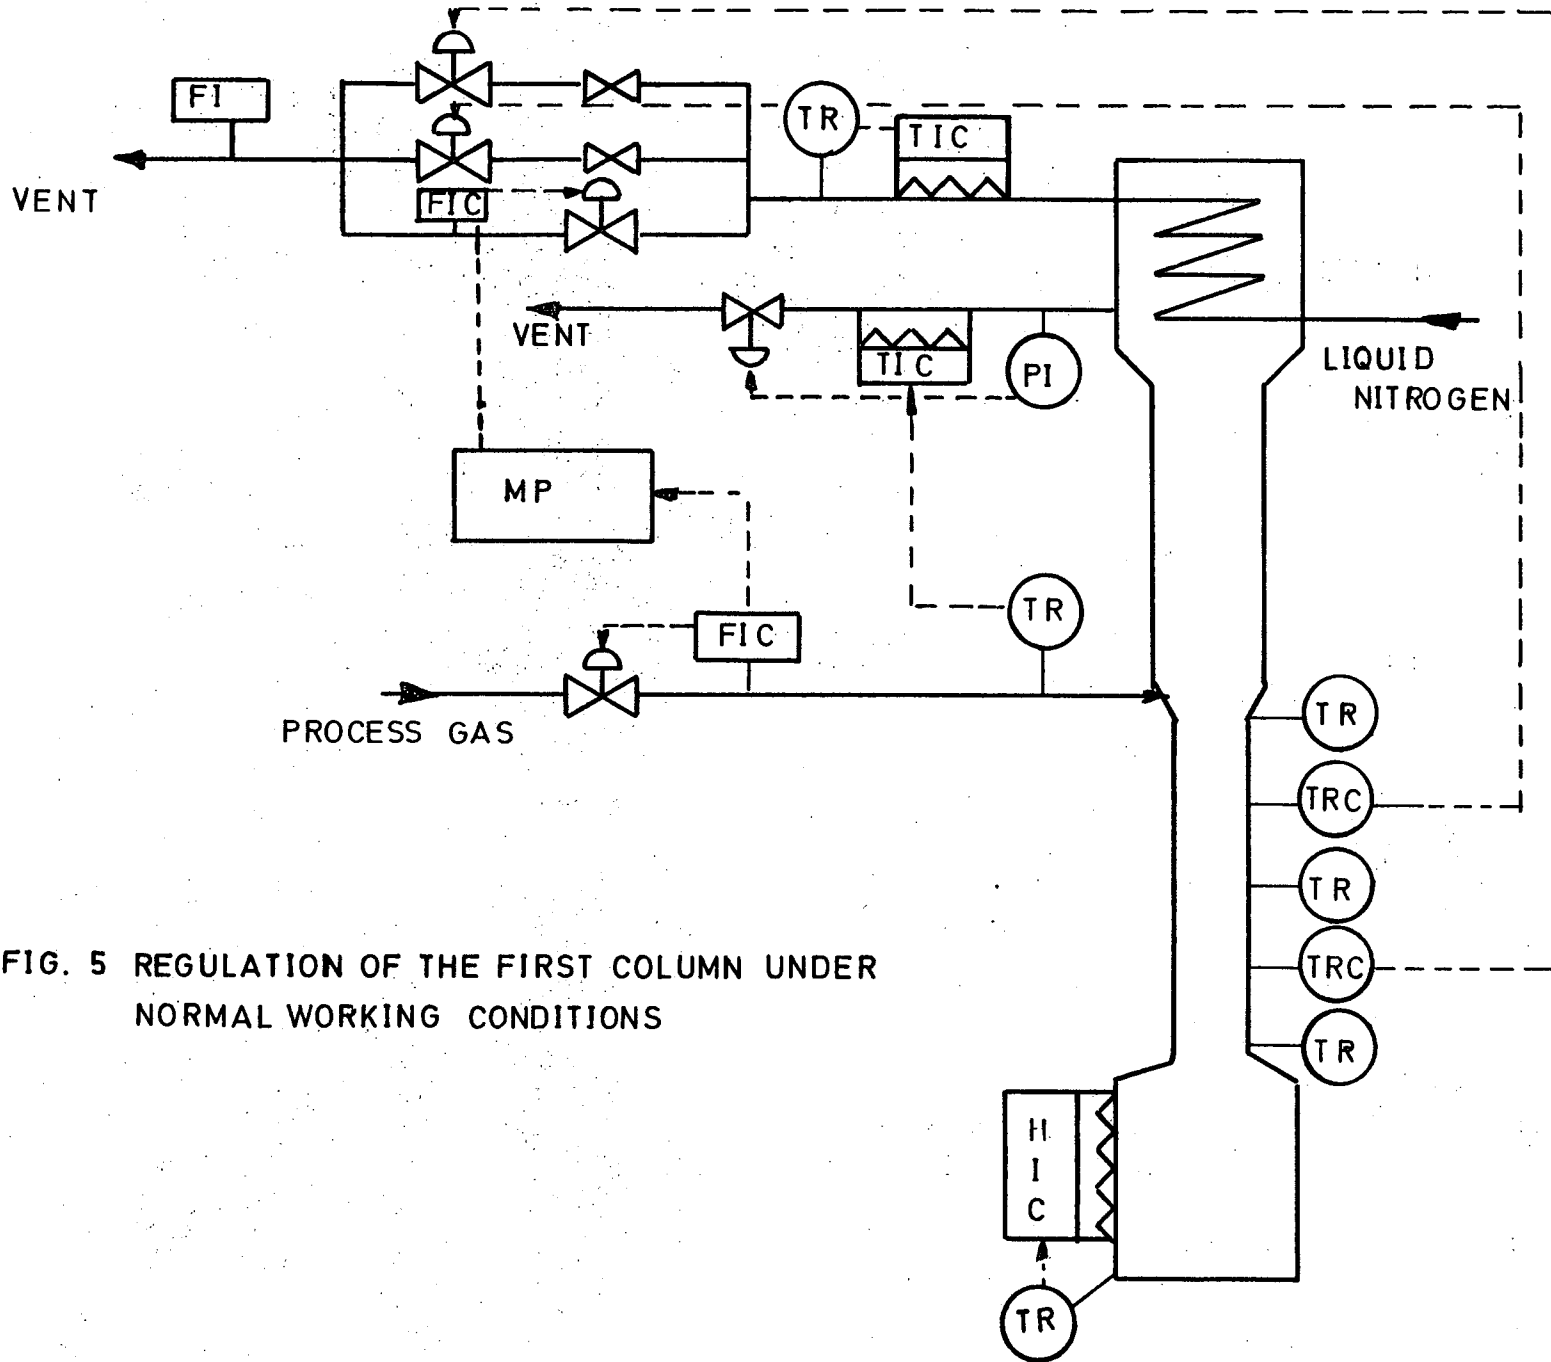 FI
TR
TIC
VENT
FIC
VENT
TIC
PI
LIQUID
NITROGEN
MP
TR
FIC
PROCESS GAS
TR
TRC
TR
FIG. 5 REGULATION OF THE FIRST COLUMN UNDER
NORMAL WORKING CONDITIONS
TRC
TR
H
I
C
TR